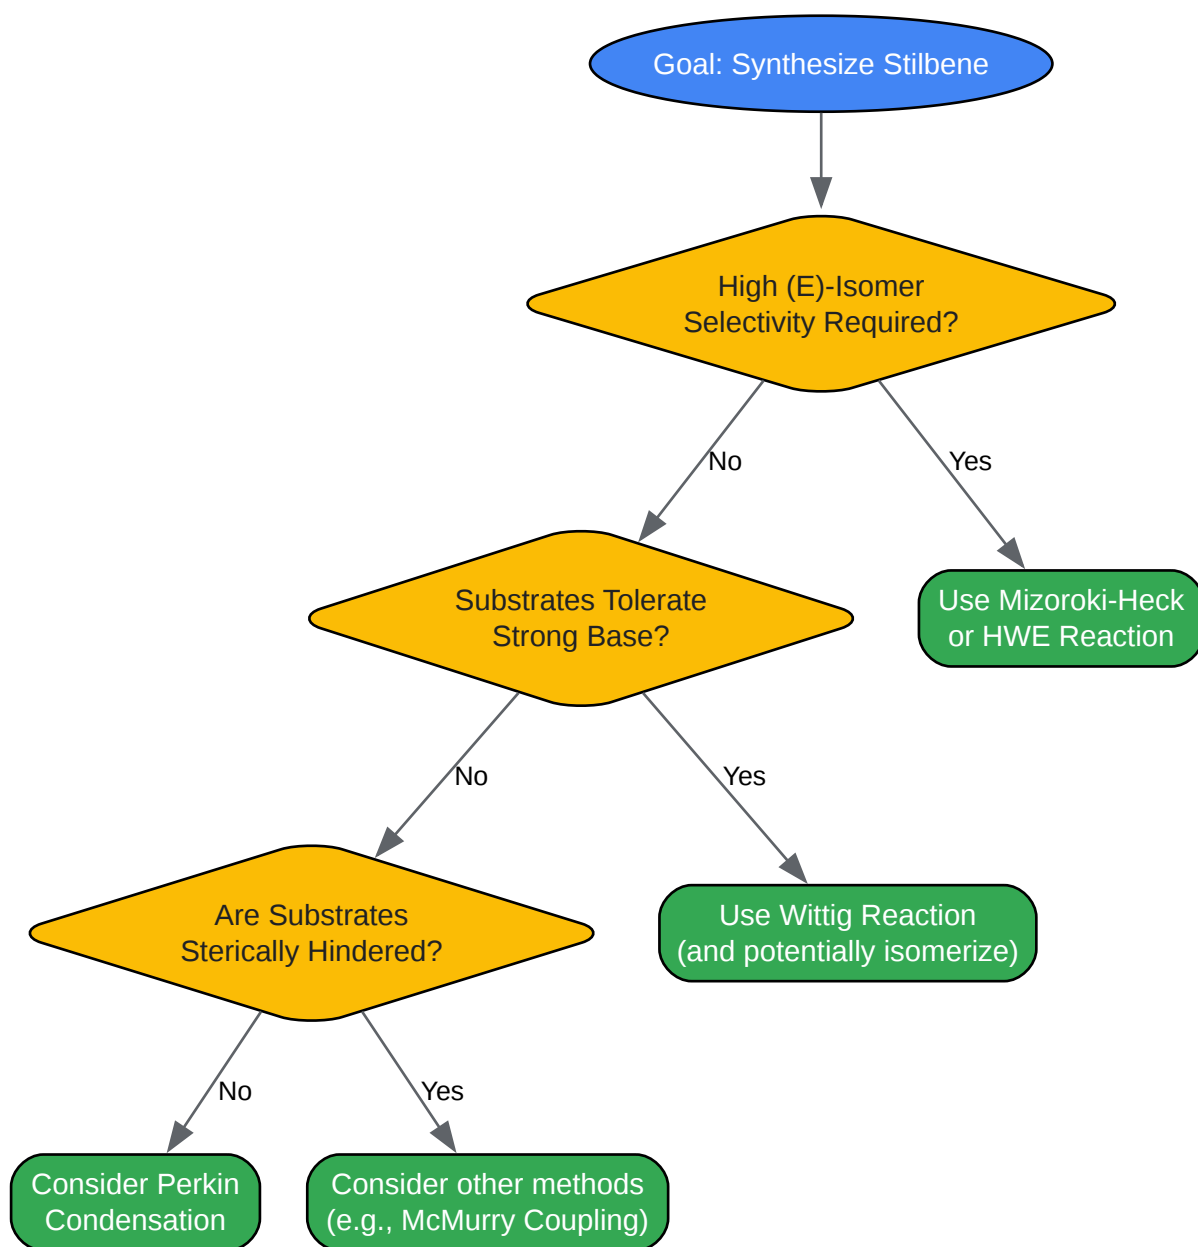 Goal: Synthesize Stilbene
High (E)-Isomer
Selectivity Required?
No
Yes
Substrates Tolerate
Strong Base?
Use Mizoroki-Heck
or HWE Reaction
No
Yes
Are Substrates
Sterically Hindered?
Use Wittig Reaction
(and potentially isomerize)
No
Yes
Consider Perkin
Condensation
Consider other methods
(e.g., McMurry Coupling)